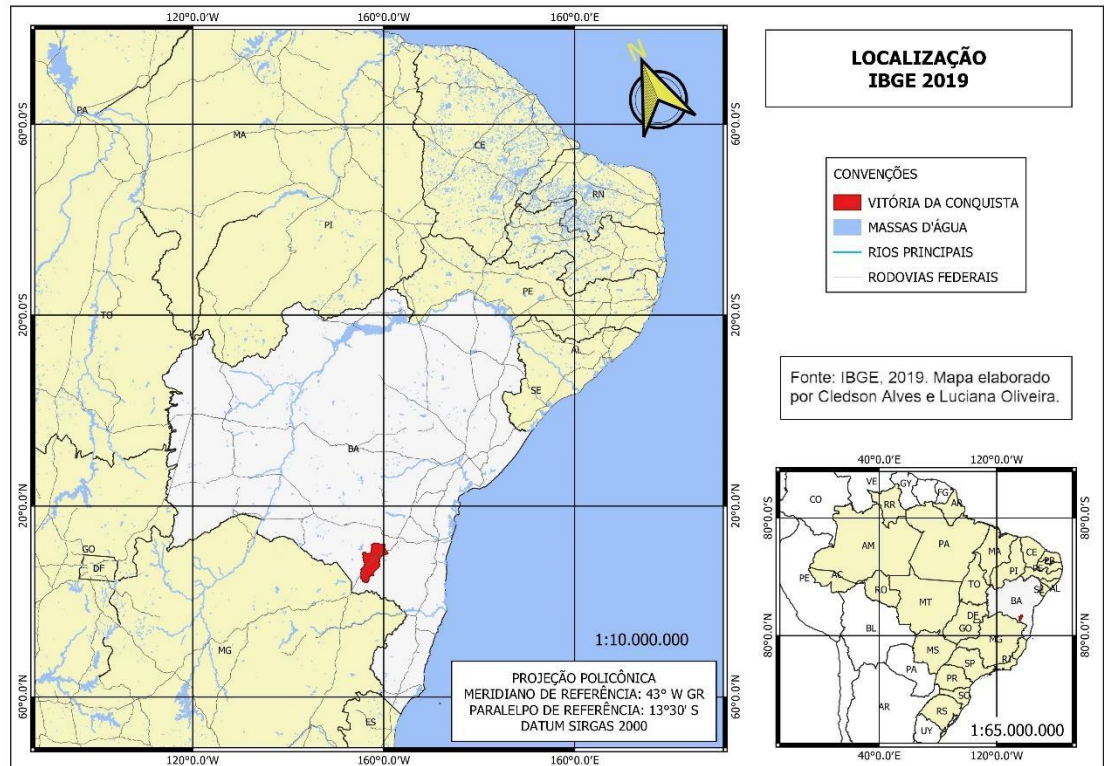 120°0.0'W 160°0.0'W 160°0.0'E
60°0.0'S
20°0.0'S
20°0.0'N
60°0.0'N
N
PA
MA
CE
RN
PI
PE
TO
AL
SE
BA
GO
DF
MG
ES
1:10.000.000
PROJEÇÃO POLICÔNICA
MERIDIANO DE REFERÊNCIA: 43° W GR
PARALELPO DE REFERÊNCIA: 13°30' S
DATUM SIRGAS 2000
60°0.0'S
20°0.0'S
20°0.0'N
60°0.0'N
120°0.0'W 160°0.0'W 160°0.0'E
LOCALIZAÇÃO
IBGE 2019
CONVENÇÕES
VITÓRIA DA CONQUISTA
MASSAS D'ÁGUA
RIOS PRINCIPAIS
RODOVIAS FEDERAIS
Fonte: IBGE, 2019. Mapa elaborado
por Cledson Alves e Luciana Oliveira.
40°0.0'E 120°0.0'W
80°0.0'S
80°0.0'N
CO VE GY FG
RR AP
AM PA MA CE
PI PB
PE AC RO TO SE AL
MT BA
BL DF
GO MG
MS SP RJ
PA PR
SC
AR RS
UY
1:65.000.000
80°0.0'S
80°0.0'N
40°0.0'E 120°0.0'W